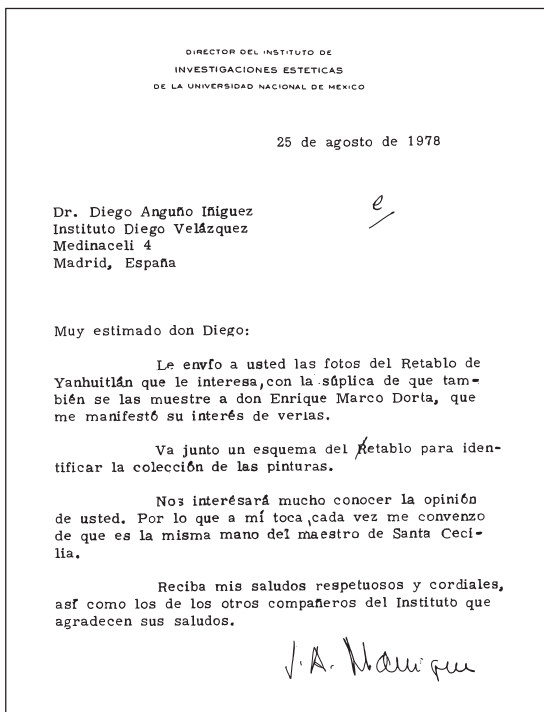 DIRECTOR DEL INSTITUTO DE
INVESTIGACIONES ESTETICAS
DE LA UNIVERSIDAD NACIONAL DE MEXICO
25 de agosto de 1978
e
Dr. Diego Anguño Iñiguez
Instituto Diego Velázquez
Medinaceli 4
Madrid, España
Muy estimado don Diego:
Le envío a usted las fotos del Retablo de
Yanhuitlán que le interesa, con la súplica de que tam-
bién se las muestre a don Enrique Marco Dorta, que
me manifestó su interés de verlas.
Va junto un esquema del Retablo para iden-
tificar la colección de las pinturas.
Nos interésará mucho conocer la opinión
de usted. Por lo que a mí toca, cada vez me convenzo
de que es la misma mano del maestro de Santa Ceci-
lia.
Reciba mis saludos respetuosos y cordiales,
así como los de los otros compañeros del Instituto que
agradecen sus saludos.
J.A. Manrique